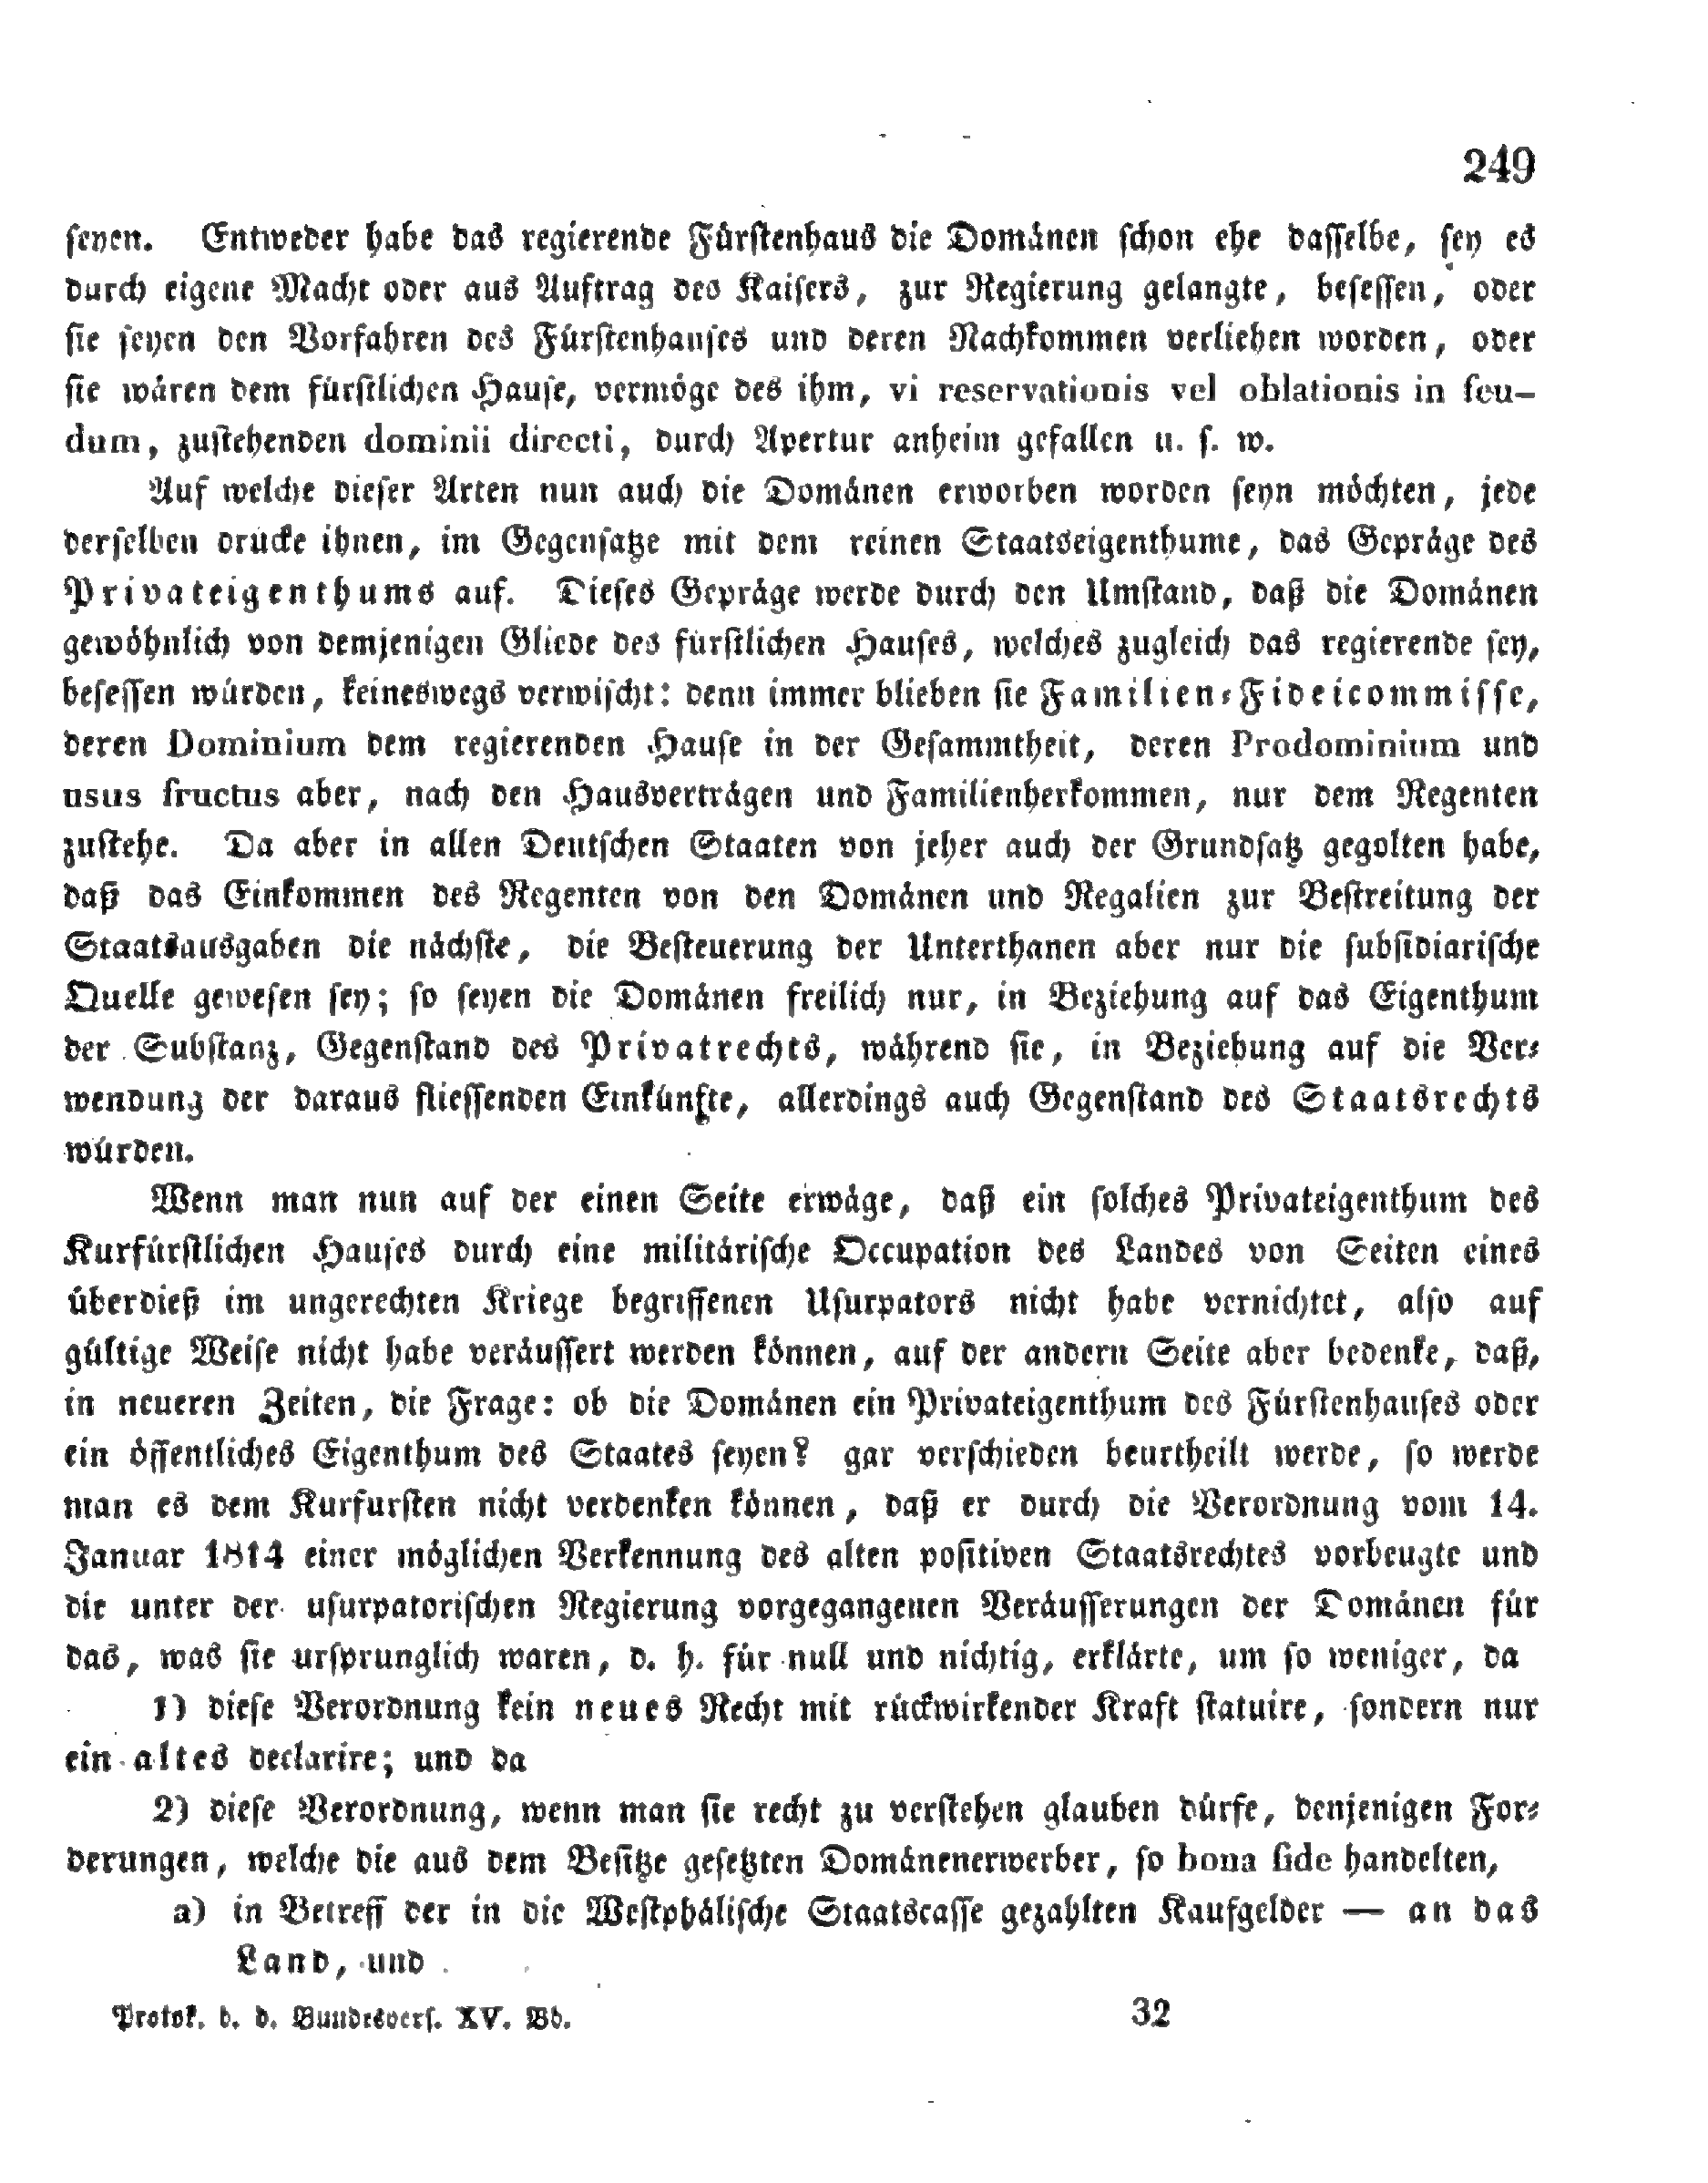 249
seyen. Entweder habe das regierende Fürstenhaus die Domänen schon ehe dasselbe, sey es
durch eigene Macht oder aus Auftrag des Kaisers, zur Regierung gelangte, besessen, oder
sie seyen den Vorfahren des Fürstenhauses und deren Nachkommen verliehen worden, oder
sie wären dem fürstlichen Hause, vermöge des ihm, vi reservationis vel oblationis in feu-
dum, zustehenden dominii directi, durch Apertur anheim gefallen u. s. w.
Auf welche dieser Arten nun auch die Domänen erworben worden seyn möchten, jede
derselben drücke ihnen, im Gegensatze mit dem reinen Staatseigenthume, das Gepräge des
Privateigenthums auf. Dieses Gepräge werde durch den Umstand, daß die Domänen
gewöhnlich von demjenigen Gliede des fürstlichen Hauses, welches zugleich das regierende sey,
besessen würden, keineswegs verwischt: denn immer blieben sie Familien-Fideicommisse,
deren Dominium dem regierenden Hause in der Gesammtheit, deren Prodominium und
usus fructus aber, nach den Hausverträgen und Familienherkommen, nur dem Regenten
zustehe. Da aber in allen Deutschen Staaten von jeher auch der Grundsatz gegolten habe,
daß das Einkommen des Regenten von den Domänen und Regalien zur Bestreitung der
Staatsausgaben die nächste, die Besteuerung der Unterthanen aber nur die subsidiarische
Quelle gewesen sey; so seyen die Domänen freilich nur, in Beziehung auf das Eigenthum
der Substanz, Gegenstand des Privatrechts, während sie, in Beziehung auf die Ver-
wendung der daraus fliessenden Einkünfte, allerdings auch Gegenstand des Staatsrechts
würden.
Wenn man nun auf der einen Seite erwäge, daß ein solches Privateigenthum des
Kurfürstlichen Hauses durch eine militärische Occupation des Landes von Seiten eines
überdieß im ungerechten Kriege begriffenen Usurpators nicht habe vernichtet, also auf
gültige Weise nicht habe veräussert werden können, auf der andern Seite aber bedenke, daß,
in neueren Zeiten, die Frage: ob die Domänen ein Privateigenthum des Fürstenhauses oder
ein öffentliches Eigenthum des Staates seyen? gar verschieden beurtheilt werde, so werde
man es dem Kurfursten nicht verdenken können, daß er durch die Verordnung vom 14.
Januar 1814 einer möglichen Verkennung des alten positiven Staatsrechtes vorbeugte und
die unter der usurpatorischen Regierung vorgegangenen Veräusserungen der Domänen für
das, was sie ursprunglich waren, d. h. für null und nichtig, erklärte, um so weniger, da
1) diese Verordnung kein neues Recht mit rückwirkender Kraft statuire, sondern nur
ein altes declarire; und da
2) diese Verordnung, wenn man sie recht zu verstehen glauben dürfe, denjenigen For-
derungen, welche die aus dem Besitze gesetzten Domänenerwerber, so bona fide handelten,
a) in Betreff der in die Westphälische Staatscasse gezahlten Kaufgelder — an das
Land, und
Protok. d. d. Bundesvers. XV. Bd. 32